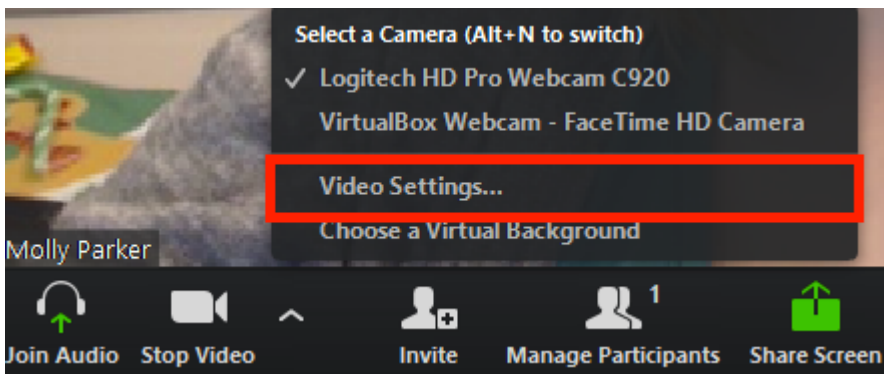 Select a Camera (Alt+N to switch)
✓ Logitech HD Pro Webcam C920
VirtualBox Webcam - FaceTime HD Camera
Video Settings...
Choose a Virtual Background
Molly Parker
1
Join Audio Stop Video Invite Manage Participants Share Screen